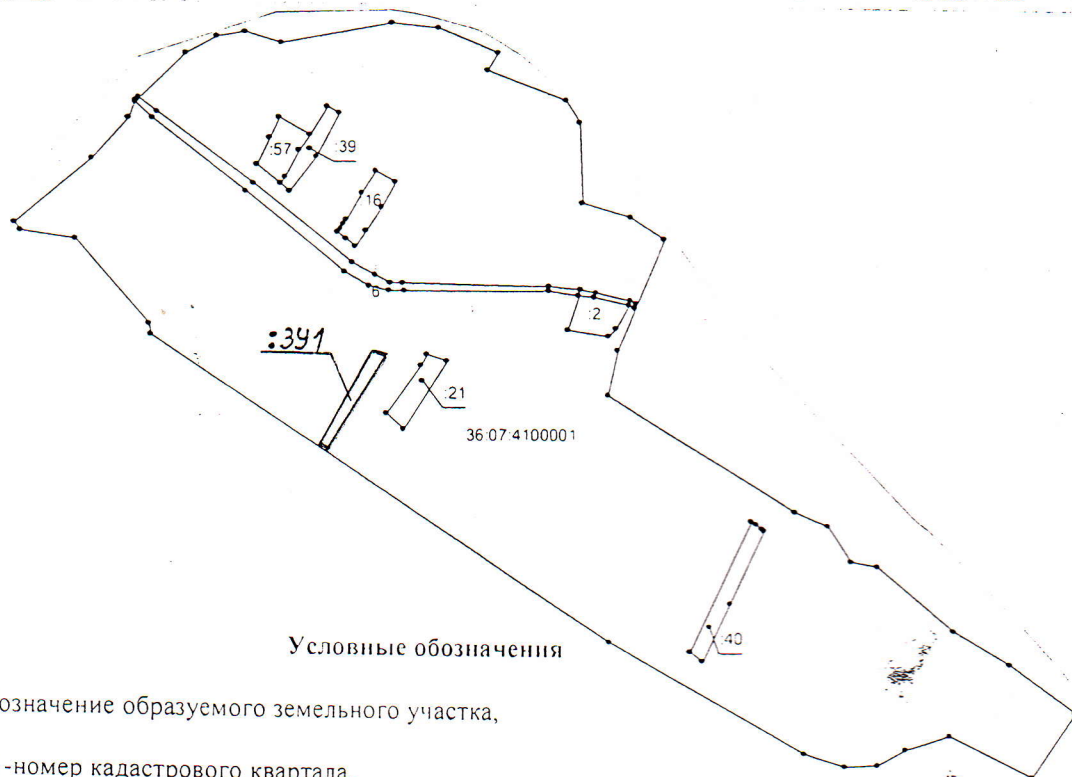 :57
:39
:16
6
:2
:ЗУ1
:21
36:07:4100001
:40
Условные обозначения
означение образуемого земельного участка,
-номер кадастрового квартала